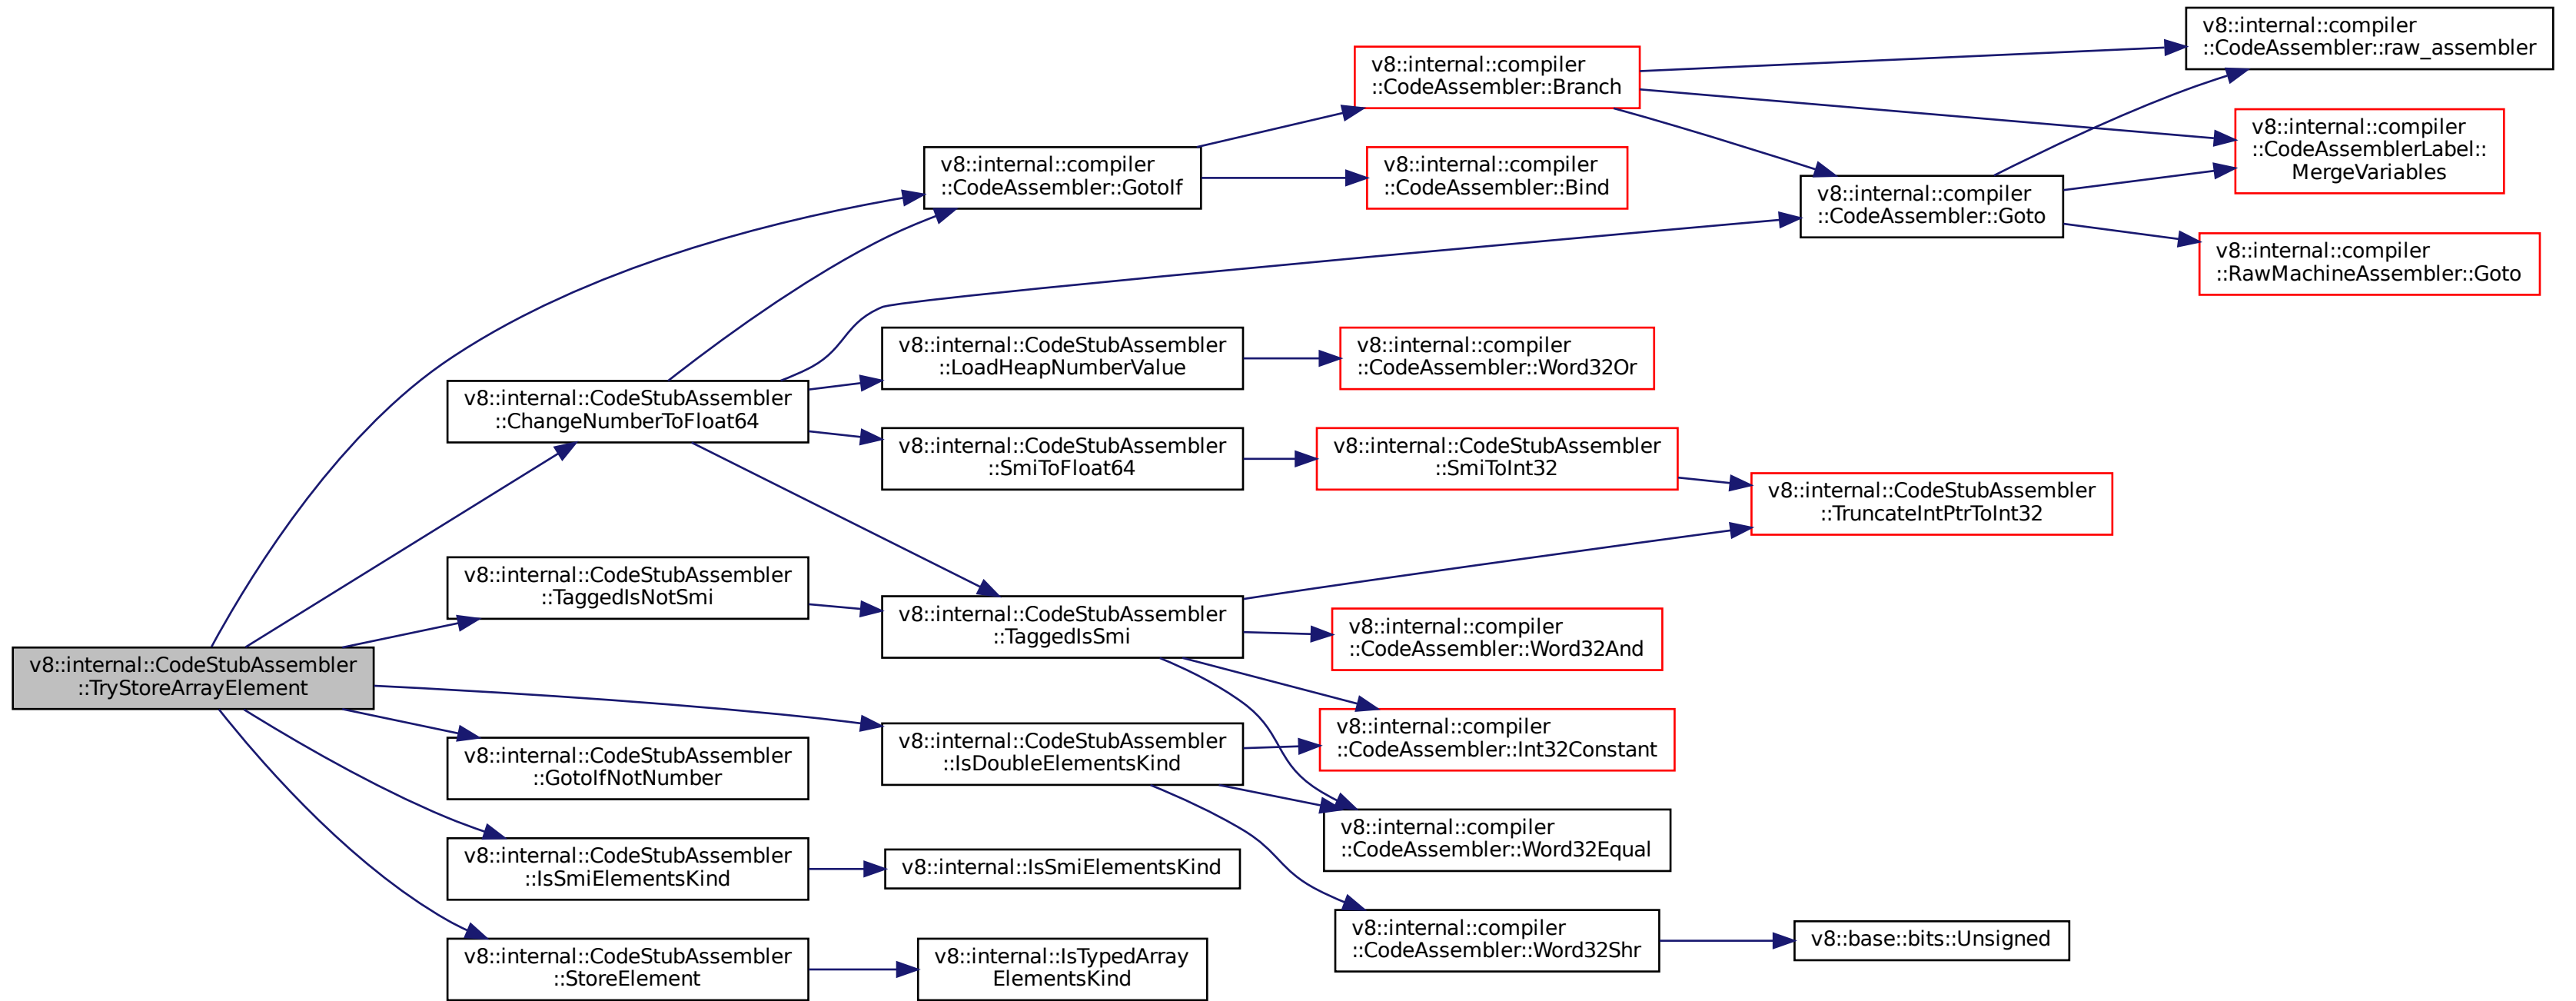 v8::internal::compiler
::CodeAssembler::raw_assembler
v8::internal::compiler
::CodeAssembler::Branch
v8::internal::compiler
::CodeAssemblerLabel::
MergeVariables
v8::internal::compiler
::CodeAssembler::GotoIf
v8::internal::compiler
::CodeAssembler::Bind
v8::internal::compiler
::CodeAssembler::Goto
v8::internal::compiler
::RawMachineAssembler::Goto
v8::internal::CodeStubAssembler
::LoadHeapNumberValue
v8::internal::compiler
::CodeAssembler::Word32Or
v8::internal::CodeStubAssembler
::ChangeNumberToFloat64
v8::internal::CodeStubAssembler
::SmiToFloat64
v8::internal::CodeStubAssembler
::SmiToInt32
v8::internal::CodeStubAssembler
::TruncateIntPtrToInt32
v8::internal::CodeStubAssembler
::TaggedIsNotSmi
v8::internal::CodeStubAssembler
::TaggedIsSmi
v8::internal::compiler
::CodeAssembler::Word32And
v8::internal::CodeStubAssembler
::TryStoreArrayElement
v8::internal::CodeStubAssembler
::GotoIfNotNumber
v8::internal::CodeStubAssembler
::IsDoubleElementsKind
v8::internal::compiler
::CodeAssembler::Int32Constant
v8::internal::compiler
::CodeAssembler::Word32Equal
v8::internal::CodeStubAssembler
::IsSmiElementsKind
v8::internal::IsSmiElementsKind
v8::internal::compiler
::CodeAssembler::Word32Shr
v8::base::bits::Unsigned
v8::internal::CodeStubAssembler
::StoreElement
v8::internal::IsTypedArray
ElementsKind